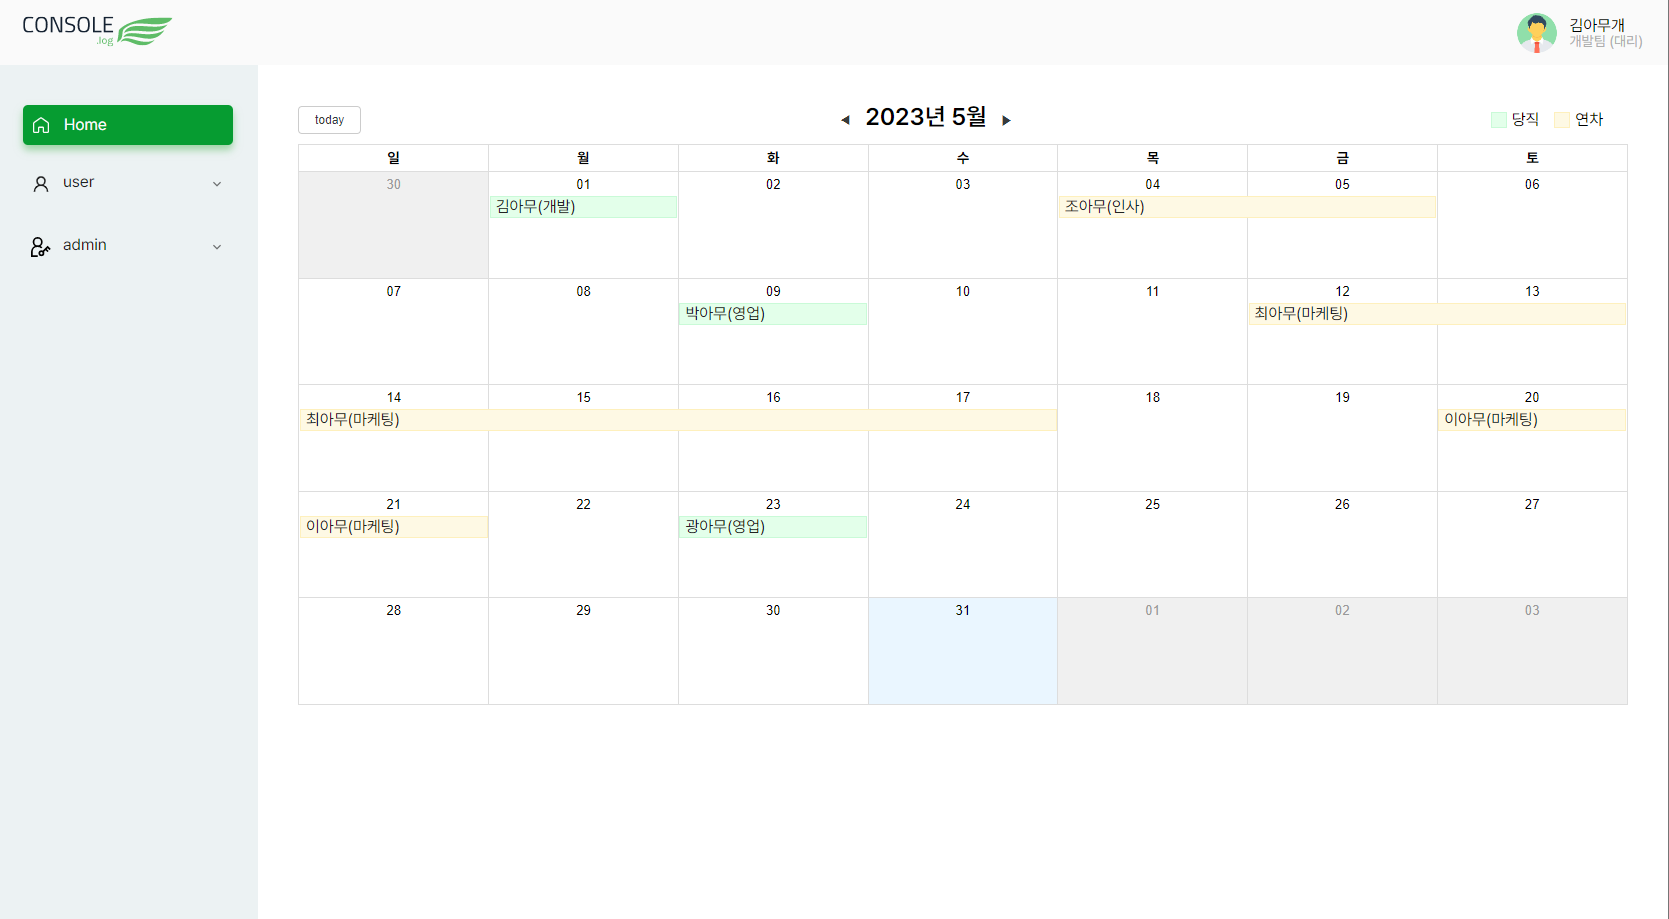 CONSOLE
.log
김아무개
개발팀 (대리)
Home
user
admin
today
◀ 2023년 5월 ▶
당직 연차
일 월 화 수 목 금 토
30 01 02 03 04 05 06
김아무(개발) 조아무(인사)
07 08 09 10 11 12 13
박아무(영업) 최아무(마케팅)
14 15 16 17 18 19 20
최아무(마케팅) 이아무(마케팅)
21 22 23 24 25 26 27
이아무(마케팅) 광아무(영업)
28 29 30 31 01 02 03